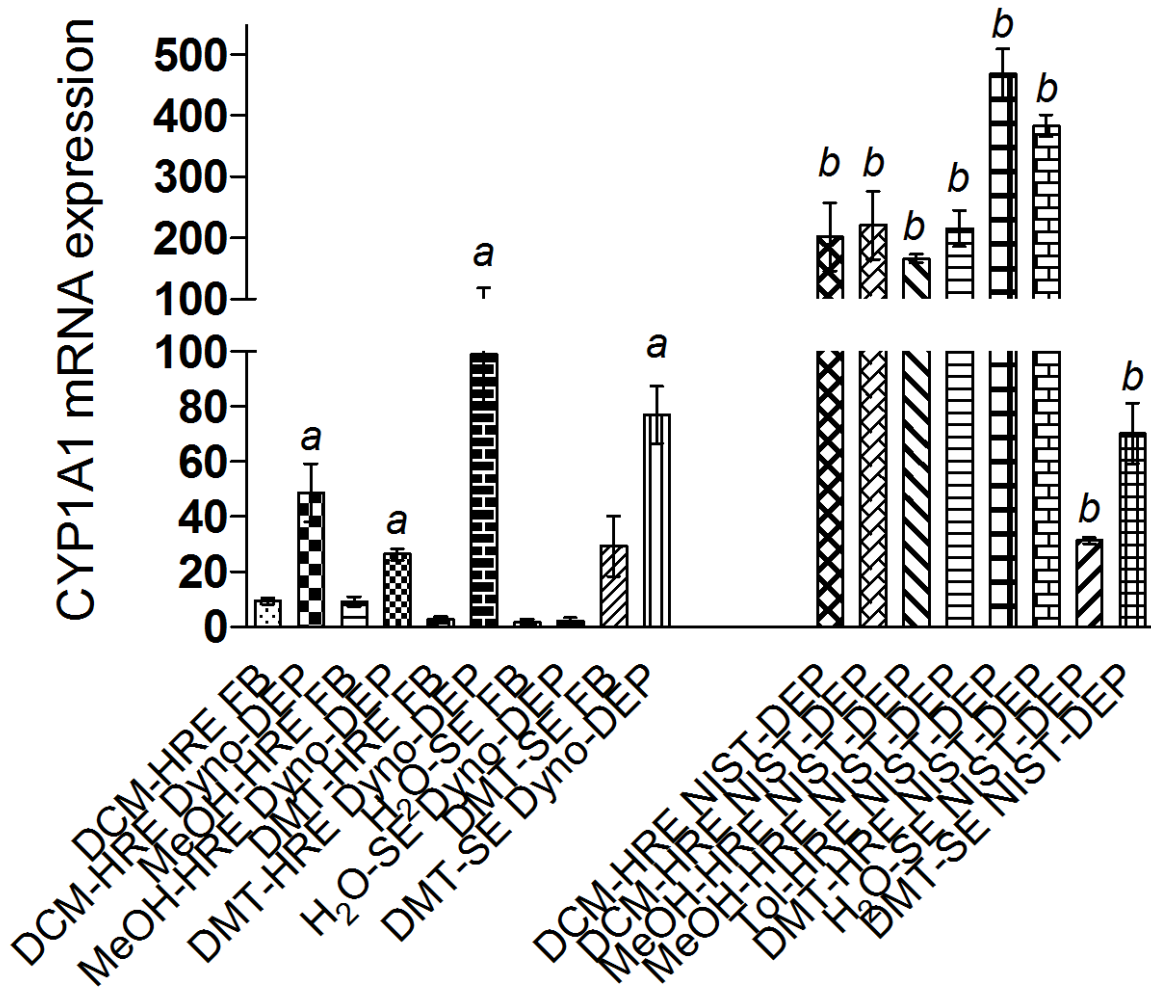 CYP1A1 mRNA expression
500
400
300
200
100
100
80
60
40
20
0
a
a
a
a
b
b
b
b
b
b
b
b
DCM-HRE FB
DCM-HRE Dyno-DEP
MeOH-HRE FB
MeOH-HRE Dyno-DEP
DMT-HRE FB
DMT-HRE Dyno-DEP
H₂O-SE FB
H₂O-SE Dyno-DEP
DMT-SE FB
DMT-SE Dyno-DEP
DCM-HRE NIST-DEP
DCM-HRE NIST-DEP
MeOH-HRE NIST-DEP
MeOH-HRE NIST-DEP
Tol-HRE NIST-DEP
DMT-HRE NIST-DEP
H₂O-SE NIST-DEP
DMT-SE NIST-DEP